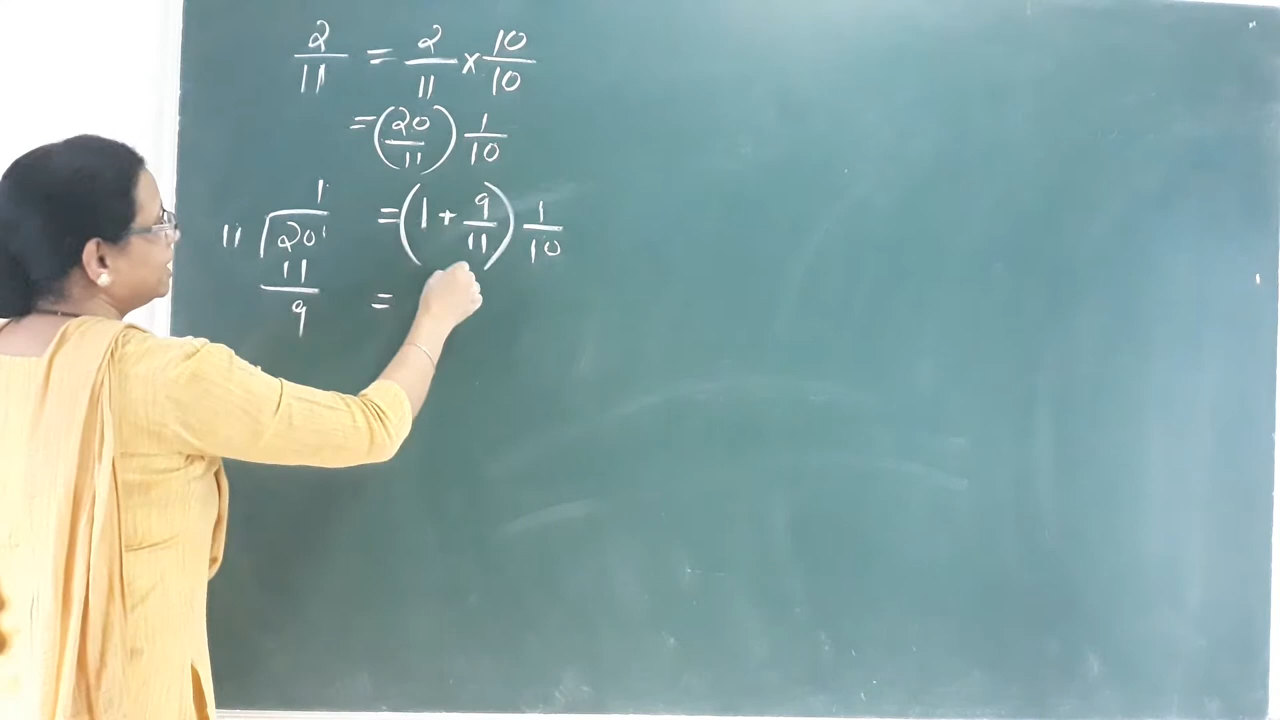 2/11 = 2/11 × 10/10
= (20/11) 1/10
1
11 20
= (1 + 9/11) 1/10
11
9
=